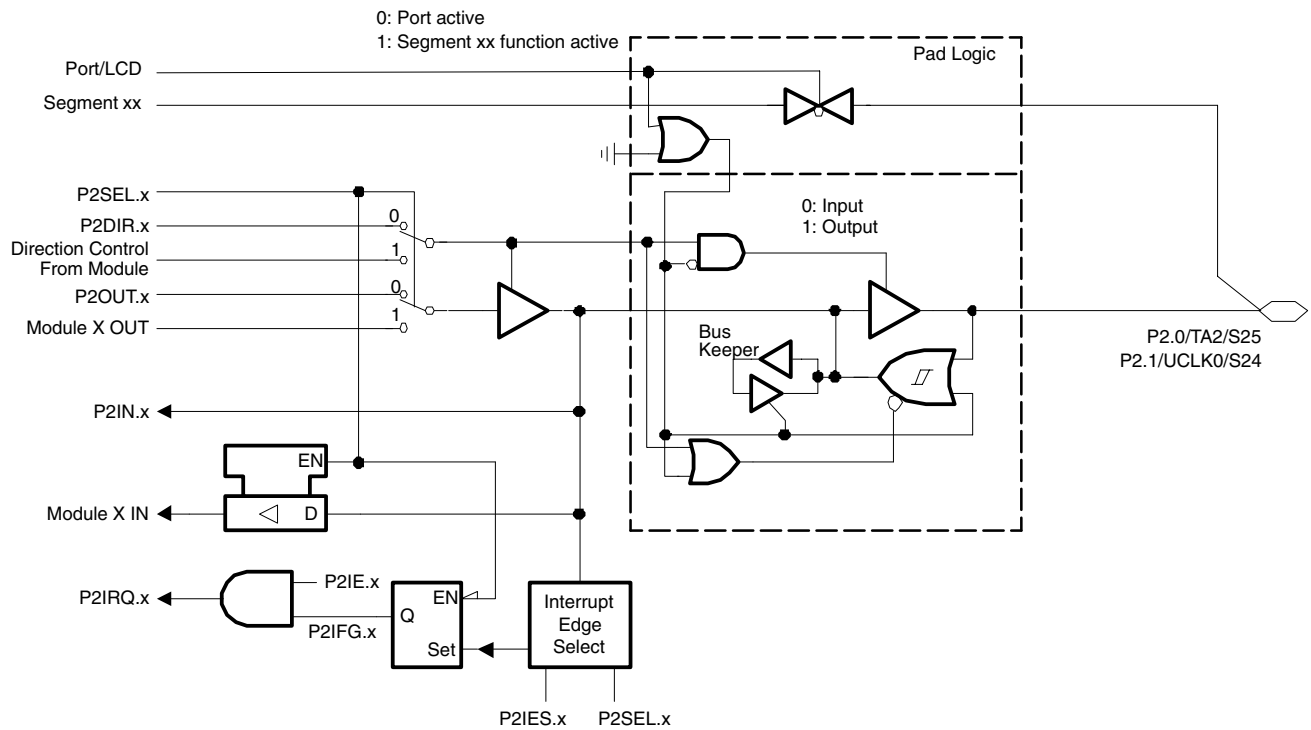 0: Port active
1: Segment xx function active
Pad Logic
Port/LCD
Segment xx
P2SEL.x
P2DIR.x
0
Direction Control
From Module
1
0: Input
1: Output
P2OUT.x
0
Module X OUT
1
Bus
Keeper
P2.0/TA2/S25
P2.1/UCLK0/S24
P2IN.x
EN
Module X IN
D
P2IRQ.x
P2IE.x
P2IFG.x
EN
Q
Set
Interrupt
Edge
Select
P2IES.x
P2SEL.x